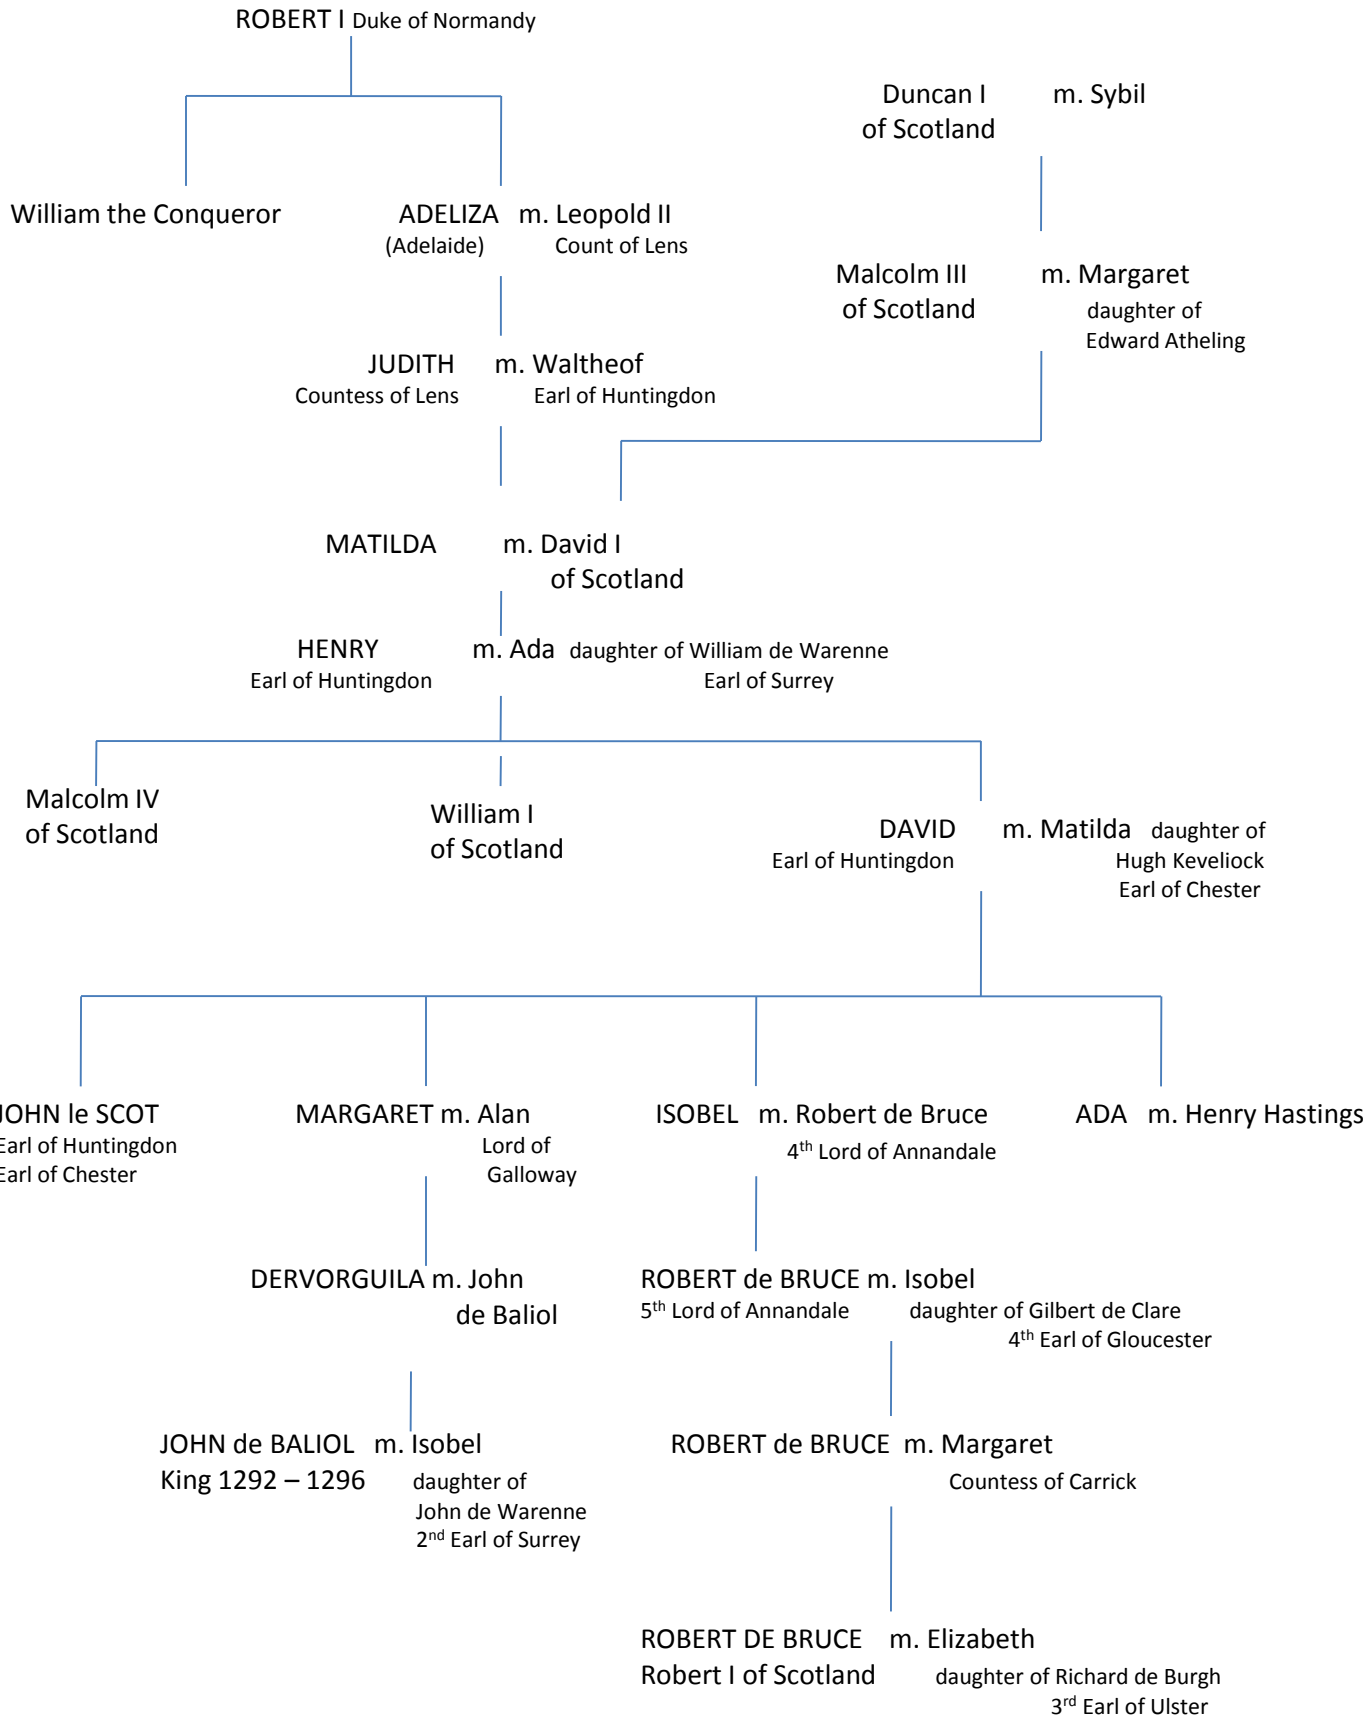 ROBERT I Duke of Normandy
Duncan I m. Sybil
of Scotland
William the Conqueror
ADELIZA m. Leopold II
(Adelaide) Count of Lens
Malcolm III m. Margaret
of Scotland daughter of
Edward Atheling
JUDITH m. Waltheof
Countess of Lens Earl of Huntingdon
MATILDA m. David I
of Scotland
HENRY m. Ada daughter of William de Warenne
Earl of Huntingdon Earl of Surrey
Malcolm IV
of Scotland
William I
of Scotland
DAVID m. Matilda daughter of
Earl of Huntingdon Hugh Keveliock
Earl of Chester
JOHN le SCOT
Earl of Huntingdon
Earl of Chester
MARGARET m. Alan
Lord of
Galloway
ISOBEL m. Robert de Bruce
4th Lord of Annandale
ADA m. Henry Hastings
DERVORGUILA m. John
de Baliol
ROBERT de BRUCE m. Isobel
5th Lord of Annandale daughter of Gilbert de Clare
4th Earl of Gloucester
JOHN de BALIOL m. Isobel
King 1292 – 1296 daughter of
John de Warenne
2nd Earl of Surrey
ROBERT de BRUCE m. Margaret
Countess of Carrick
ROBERT DE BRUCE m. Elizabeth
Robert I of Scotland daughter of Richard de Burgh
3rd Earl of Ulster